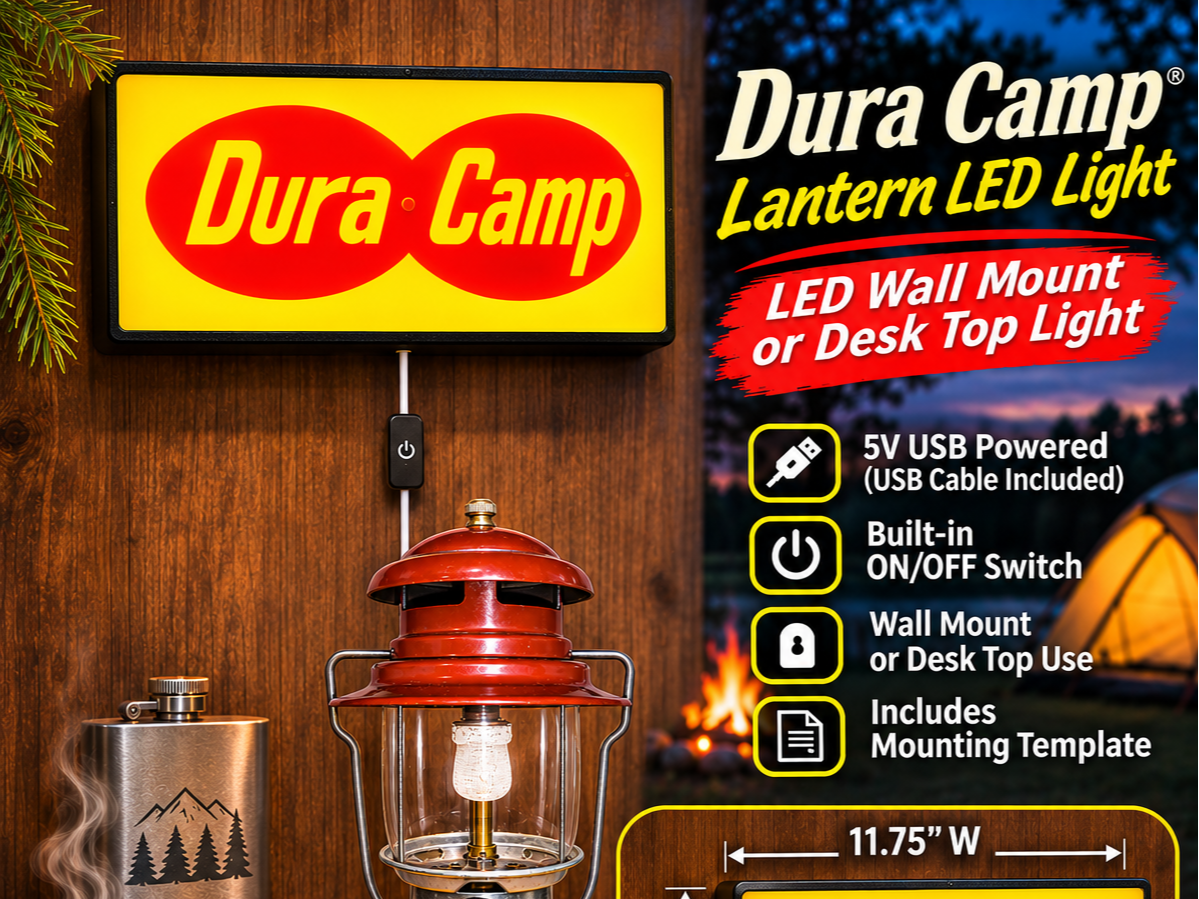 Dura Camp
Dura Camp®
Lantern LED Light
LED Wall Mount
or Desk Top Light
5V USB Powered
(USB Cable Included)
Built-in
ON/OFF Switch
Wall Mount
or Desk Top Use
Includes
Mounting Template
11.75” W